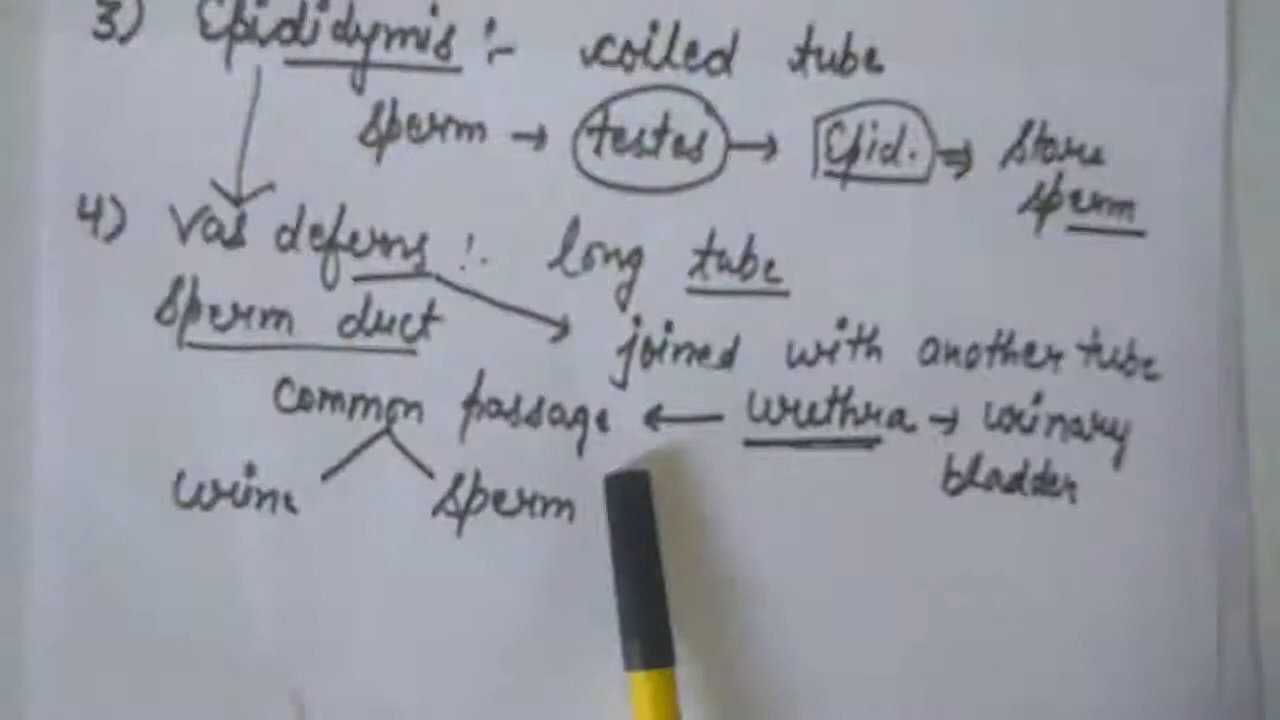 3) Epididymis :- coiled tube
sperm → testes → Epid. ⇒ store
sperm
4) Vas deferns :- long tube
sperm duct
joined with another tube
common passage ← urethra → urinary
bladder
urine sperm